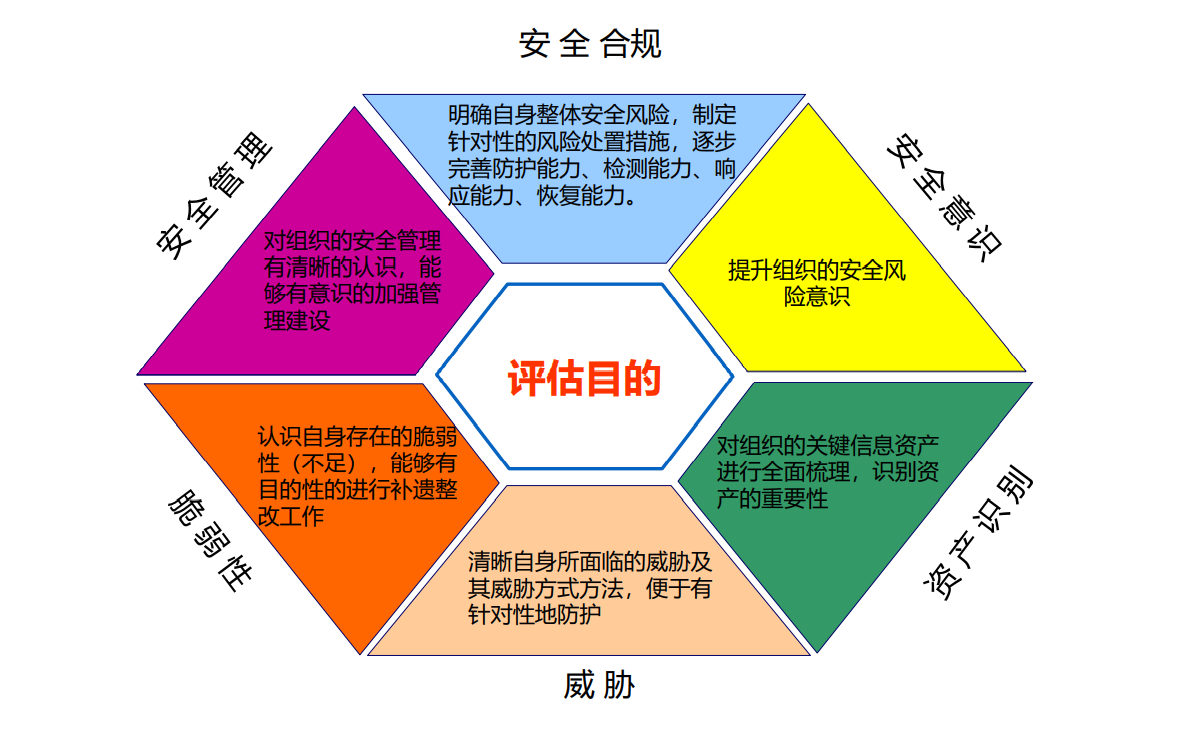 安全合规
明确自身整体安全风险，制定
针对性的风险处置措施，逐步
完善防护能力、检测能力、响
应能力、恢复能力。
安全管理
对组织的安全管理
有清晰的认识，能
够有意识的加强管
理建设
安全意识
提升组织的安全风
险意识
评估目的
脆弱性
认识自身存在的脆弱
性（不足），能够有
目的性的进行补遗整
改工作
资产识别
对组织的关键信息资产
进行全面梳理，识别资
产的重要性
清晰自身所面临的威胁及
其威胁方式方法，便于有
针对性地防护
威胁